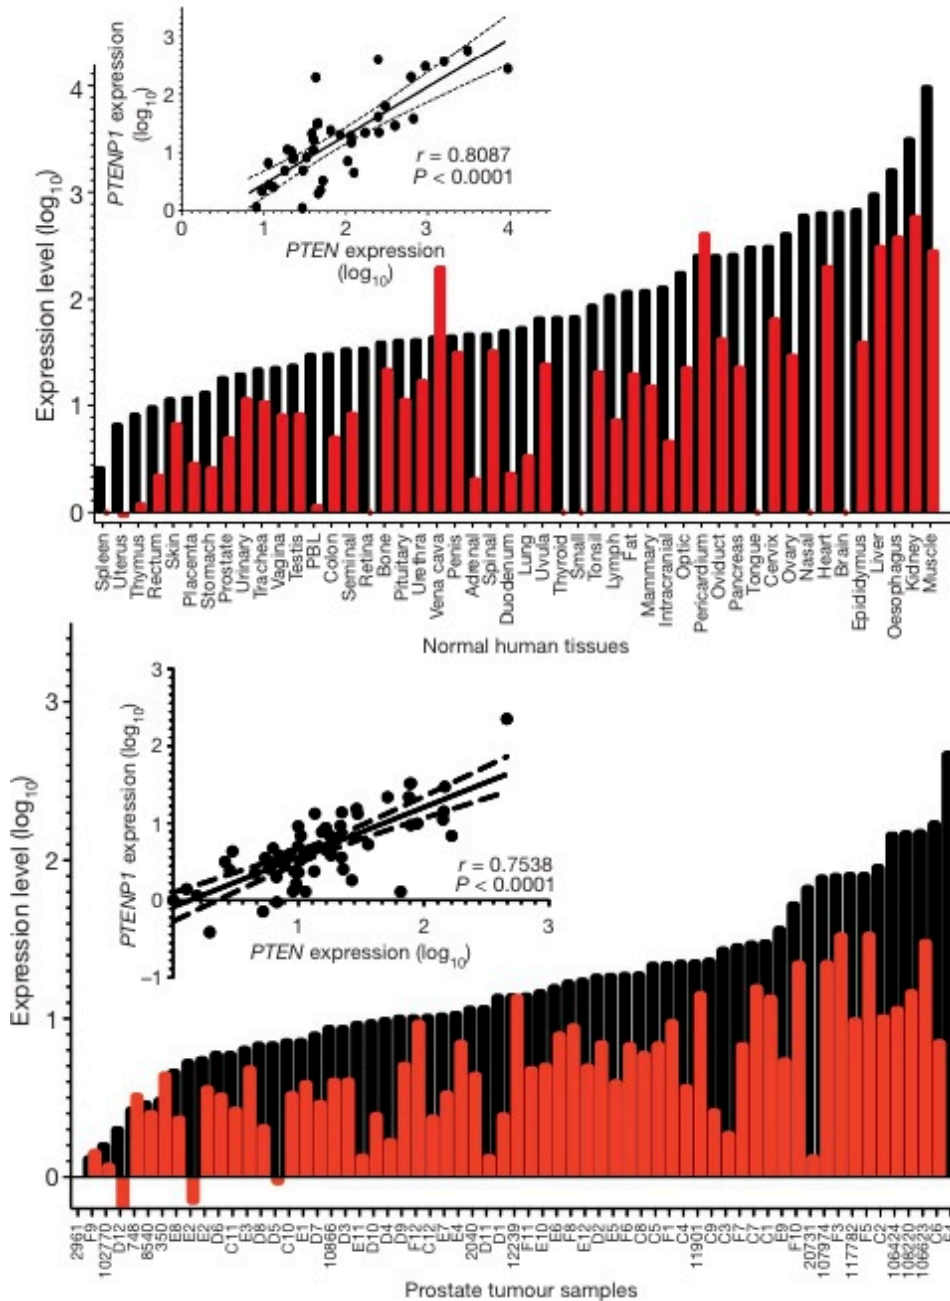 PTENP1 expression (log10)
3
2
1
0
r = 0.8087
P < 0.0001
0 1 2 3 4
PTEN expression
(log10)
Expression level (log10)
4
3
2
1
0
Spleen
Uterus
Thymus
Rectum
Skin
Placenta
Stomach
Prostate
Urinary
Trachea
Vagina
Testis
PBL
Colon
Seminal
Retina
Bone
Pituitary
Urethra
Vena cava
Penis
Adrenal
Spinal
Duodenum
Lung
Uvula
Thyroid
Small
Tonsil
Lymph
Fat
Mammary
Intracranial
Optic
Pericardium
Oviduct
Pancreas
Tongue
Cervix
Ovary
Nasal
Heart
Brain
Epididymus
Liver
Oesophagus
Kidney
Muscle
Normal human tissues
PTENP1 expression (log10)
3
2
1
0
–1
r = 0.7538
P < 0.0001
1 2 3
PTEN expression (log10)
Expression level (log10)
3
2
1
0
2961
F9
102770
D12
748
8540
350
E8
E2
E2
D6
C11
E3
D8
D5
C10
E1
D7
10866
D3
E11
D10
D4
D9
F12
C12
E7
E4
2040
D11
D1
12239
F11
E10
E6
F8
E12
D2
E5
F6
C8
C5
F1
C4
11901
C9
C3
F7
C7
C1
E9
F10
20731
107974
F3
117782
F5
C2
106424
108220
106623
C6
Prostate tumour samples